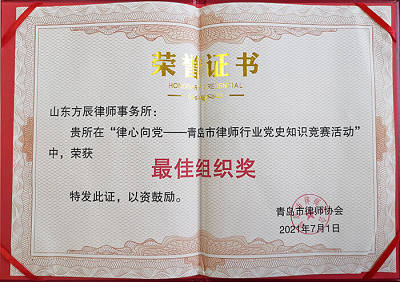 荣誉证书
山东方辰律师事务所：
贵所在“律心向党——青岛市律师行业党史知识竞赛活动”
中，荣获
最佳组织奖
特发此证，以资鼓励。
青岛市律师协会
2021年7月1日